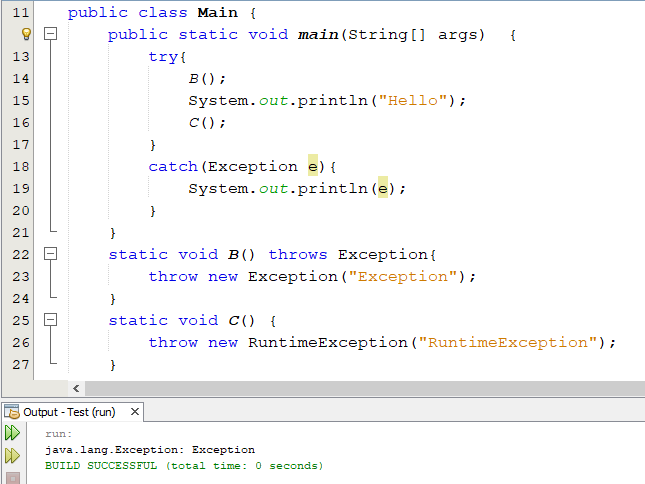 11 public class Main {
public static void main(String[] args)  {
13 try{
14 B();
15 System.out.println("Hello");
16 C();
17 }
18 catch(Exception e){
19 System.out.println(e);
20 }
21 }
22 static void B() throws Exception{
23 throw new Exception("Exception");
24 }
25 static void C() {
26 throw new RuntimeException("RuntimeException");
27 }
Output - Test (run)
run:
java.lang.Exception: Exception
BUILD SUCCESSFUL (total time: 0 seconds)